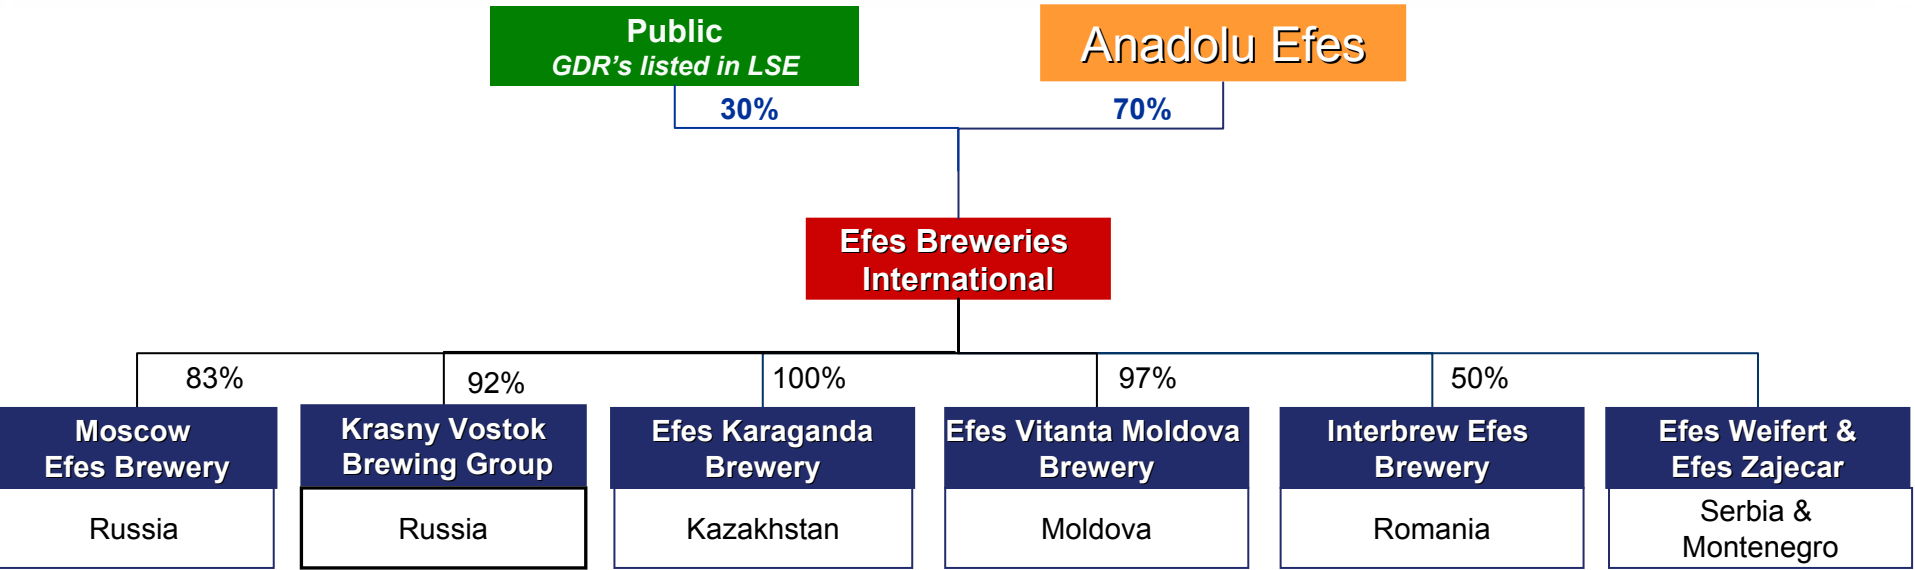 Public
GDR's listed in LSE
Anadolu Efes
30%
70%
Efes Breweries
International
83%
92%
100%
97%
50%
Moscow
Efes Brewery
Krasny Vostok
Brewing Group
Efes Karaganda
Brewery
Efes Vitanta Moldova
Brewery
Interbrew Efes
Brewery
Efes Weifert &
Efes Zajecar
Russia
Russia
Kazakhstan
Moldova
Romania
Serbia &
Montenegro